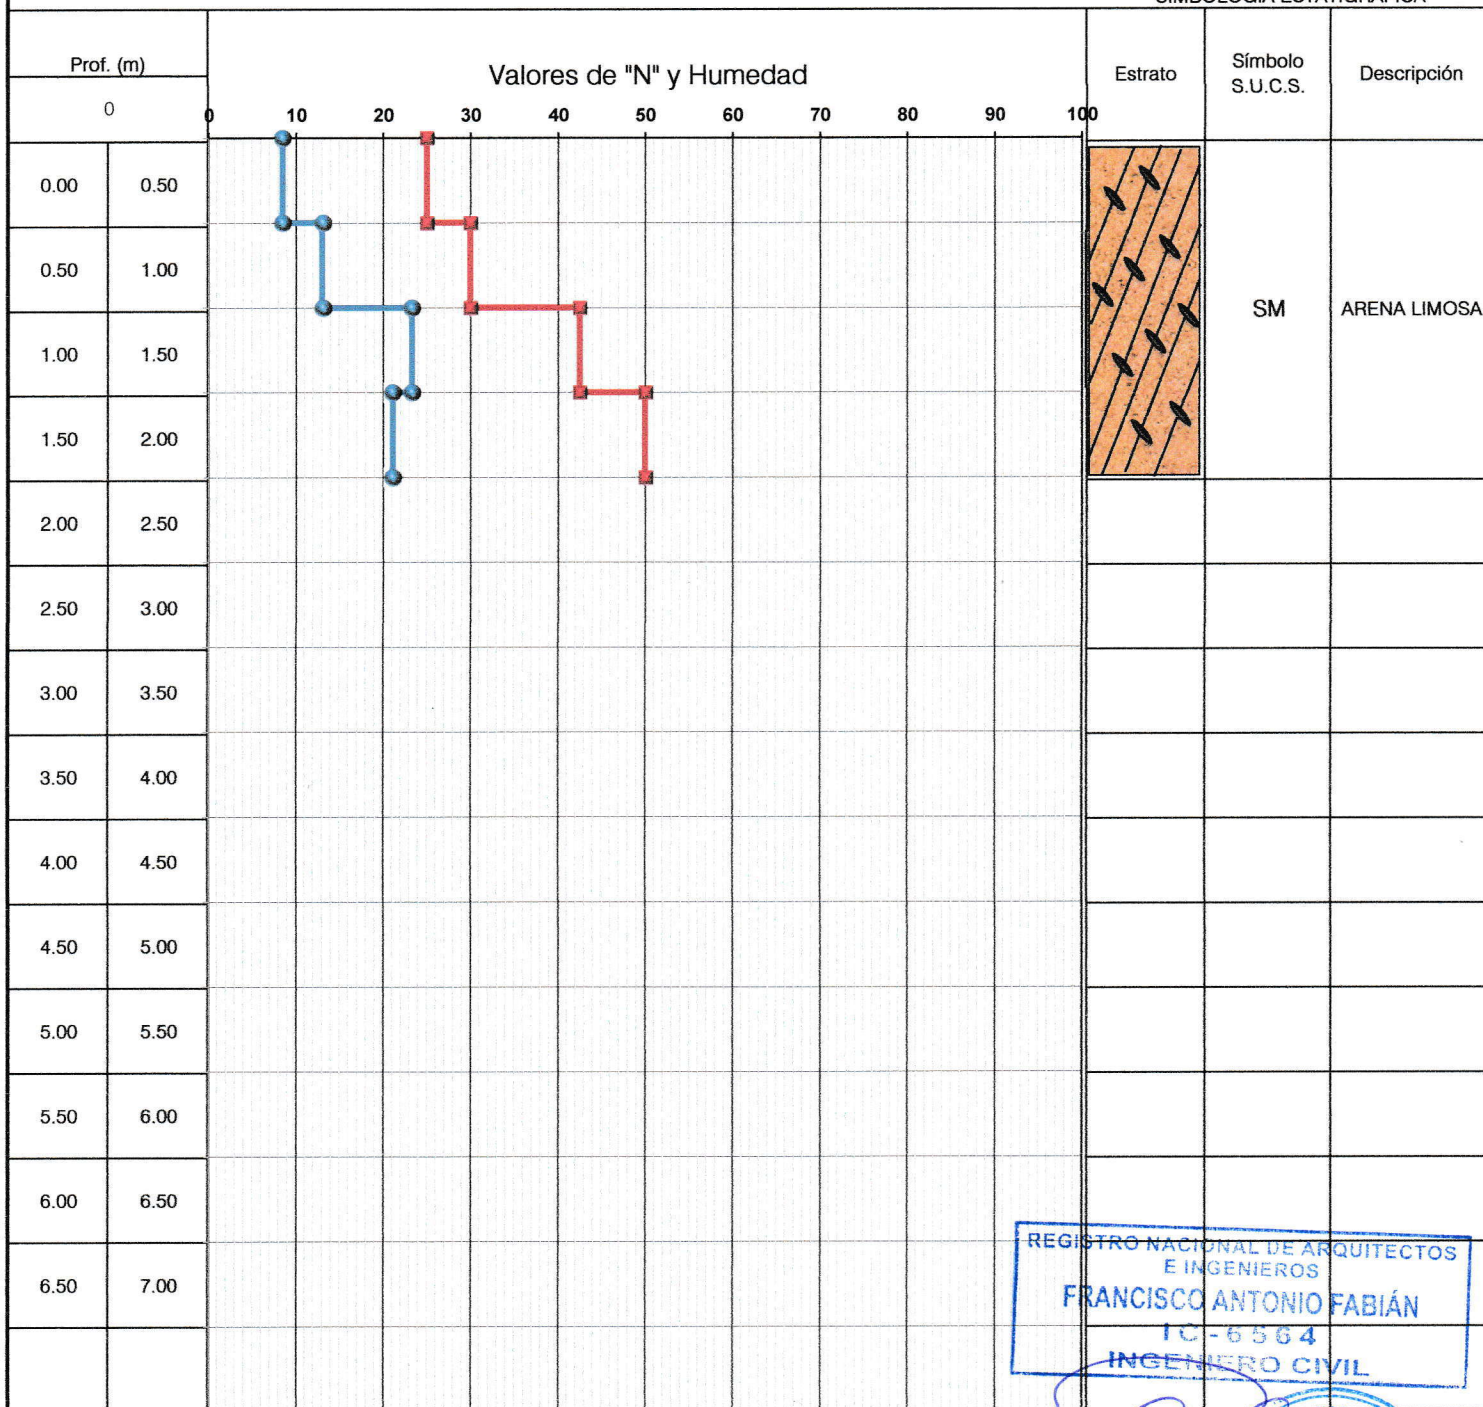 Prof. (m)
Valores de "N" y Humedad
Estrato
Símbolo
S.U.C.S.
Descripción
0
0 10 20 30 40 50 60 70 80 90 100
0.00 0.50
0.50 1.00
SM
ARENA LIMOSA
1.00 1.50
1.50 2.00
2.00 2.50
2.50 3.00
3.00 3.50
3.50 4.00
4.00 4.50
4.50 5.00
5.00 5.50
5.50 6.00
6.00 6.50
6.50 7.00
REGISTRO NACIONAL DE ARQUITECTOS
E INGENIEROS
FRANCISCO ANTONIO FABIÁN
IC-6564
INGENIERO CIVIL